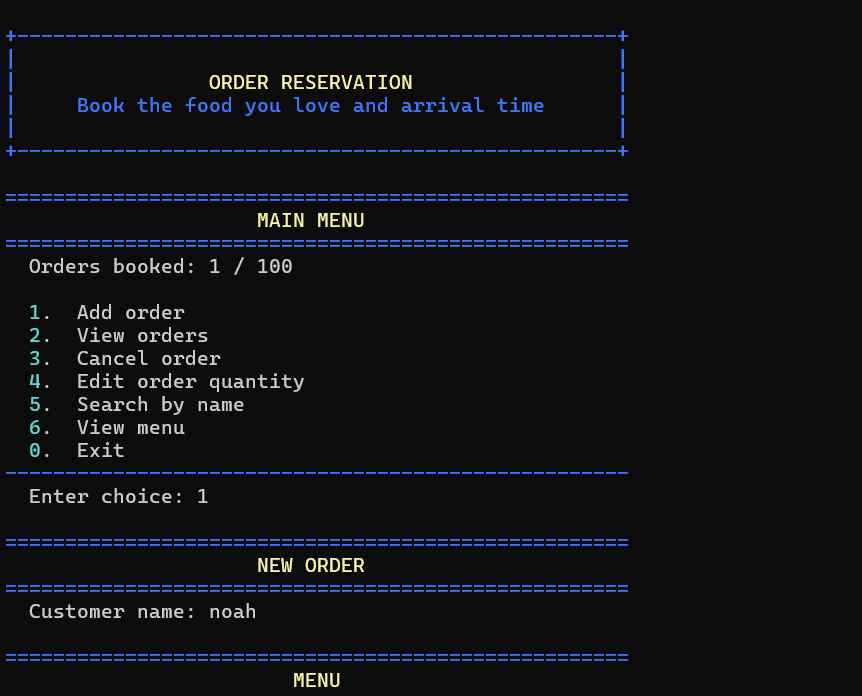 +--------------------------------------------------+
|                                                  |
|                ORDER RESERVATION                 |
|     Book the food you love and arrival time      |
|                                                  |
+--------------------------------------------------+
====================================================
MAIN MENU
====================================================
Orders booked: 1 / 100
1.  Add order
2.  View orders
3.  Cancel order
4.  Edit order quantity
5.  Search by name
6.  View menu
0.  Exit
----------------------------------------------------
Enter choice: 1
====================================================
NEW ORDER
====================================================
Customer name: noah
====================================================
MENU